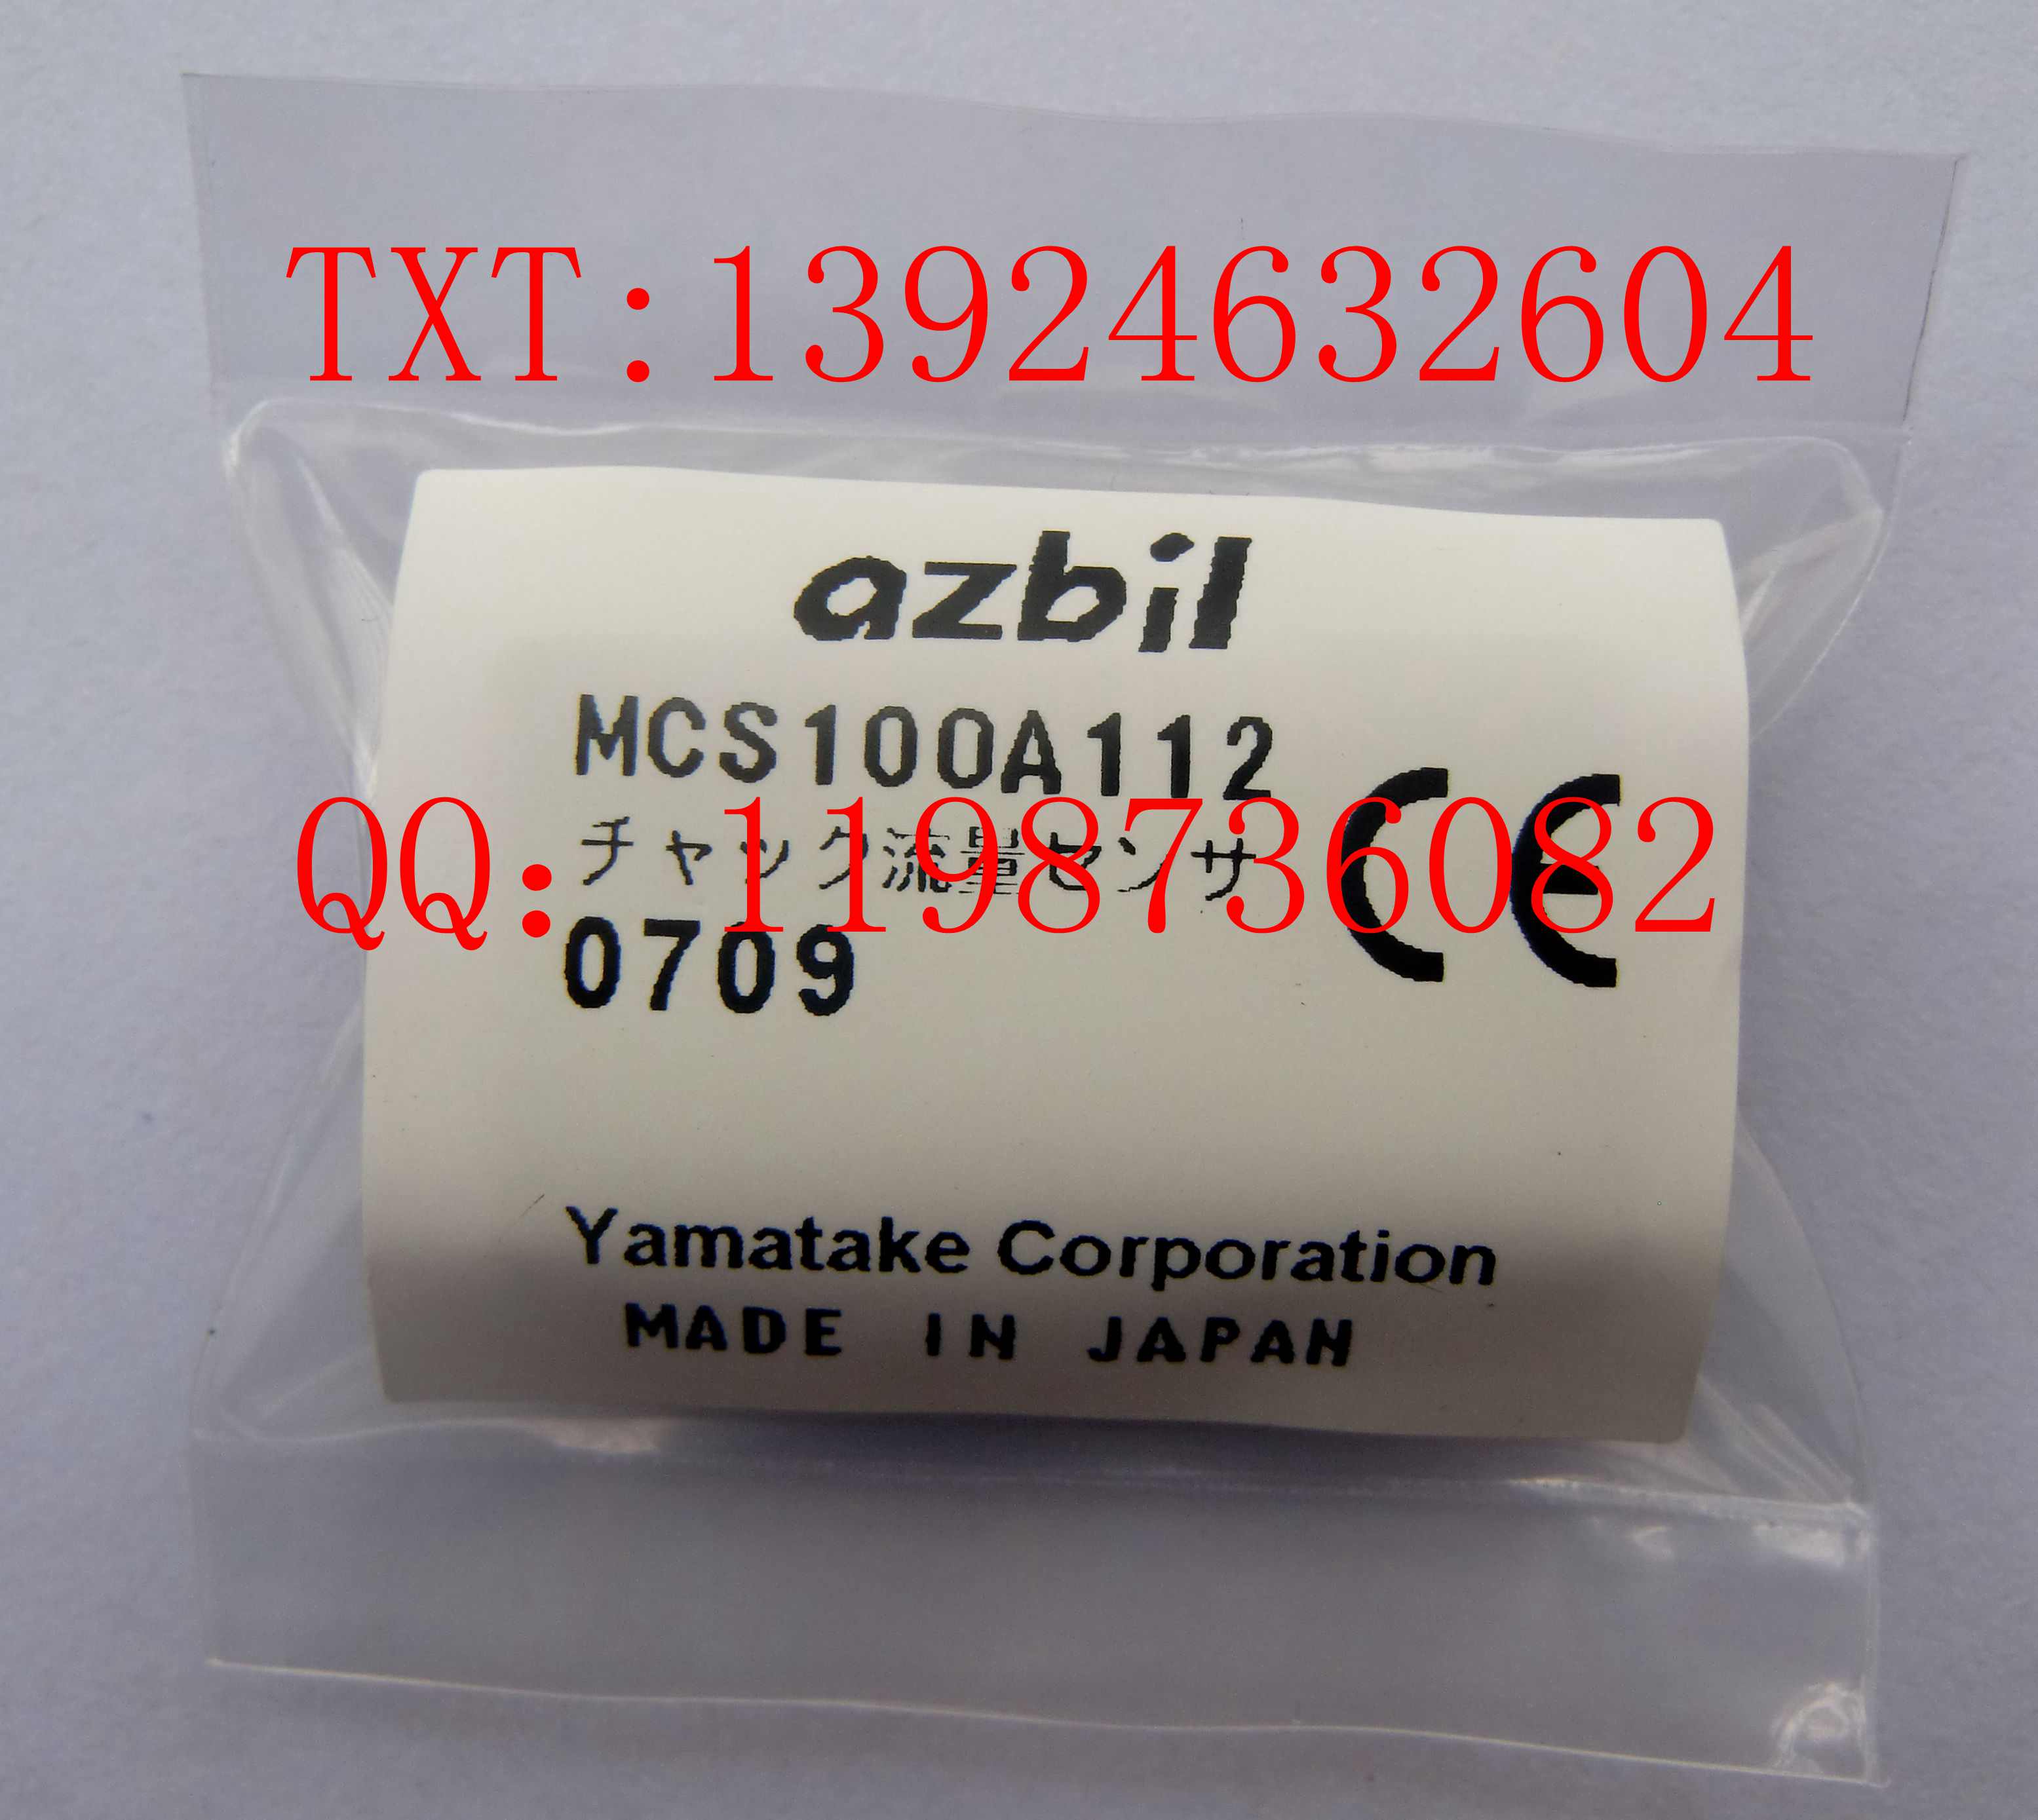 TXT:13924632604
azbil
MCS100A112
チャック流量センサ
QQ:1198736082
CE
0709
Yamatake Corporation
MADE IN JAPAN